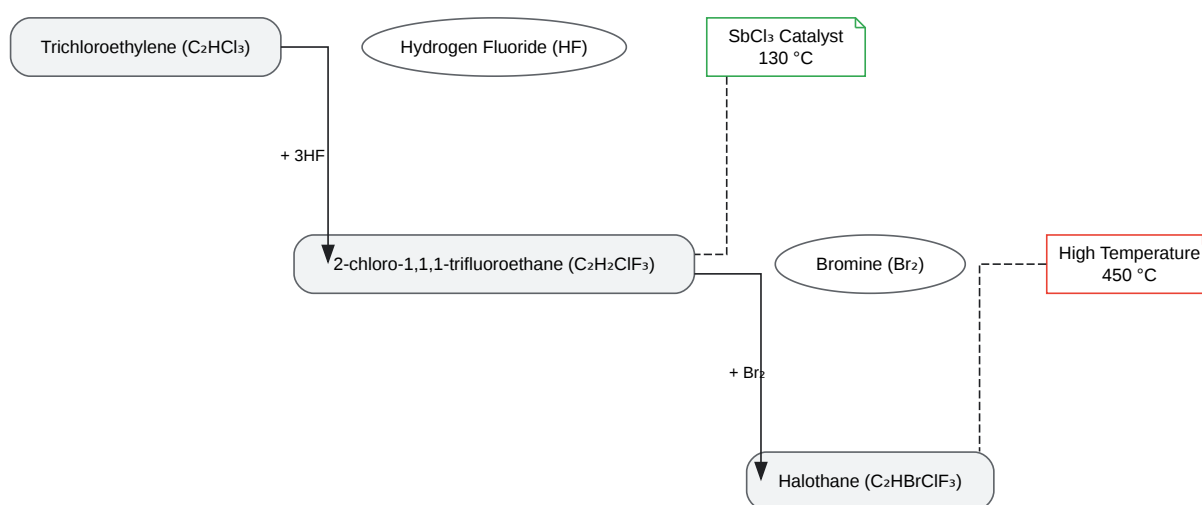 Trichloroethylene (C₂HCl₃)
Hydrogen Fluoride (HF)
SbCl₃ Catalyst
130 °C
+ 3HF
2-chloro-1,1,1-trifluoroethane (C₂H₂ClF₃)
Bromine (Br₂)
High Temperature
450 °C
+ Br₂
Halothane (C₂HBrClF₃)